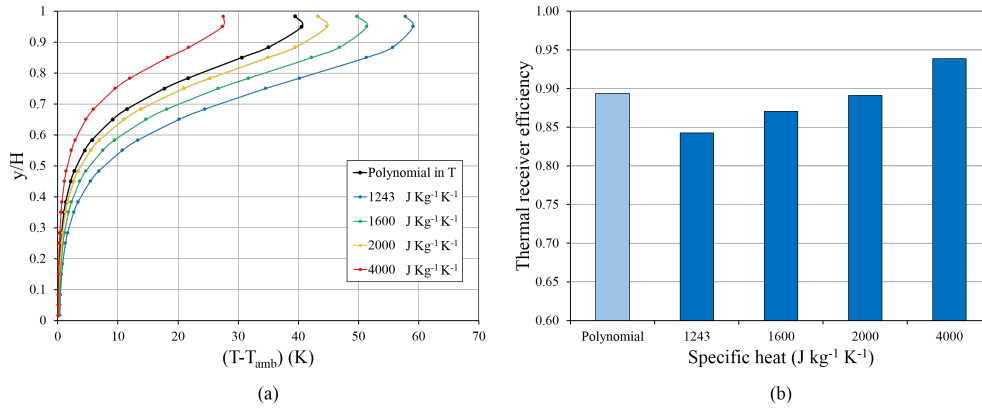 (a)
1
0.9
0.8
0.7
0.6
0.5
0.4
0.3
0.2
0.1
0
y/H
Polynomial in T
1243 J Kg⁻¹ K⁻¹
1600 J Kg⁻¹ K⁻¹
2000 J Kg⁻¹ K⁻¹
4000 J Kg⁻¹ K⁻¹
0 10 20 30 40 50 60 70
(T-Tamb) (K)
(a)
(b)
1.00
0.95
0.90
0.85
0.80
0.75
0.70
0.65
0.60
Thermal receiver efficiency
Polynomial 1243 1600 2000 4000
Specific heat (J kg⁻¹ K⁻¹)
(b)